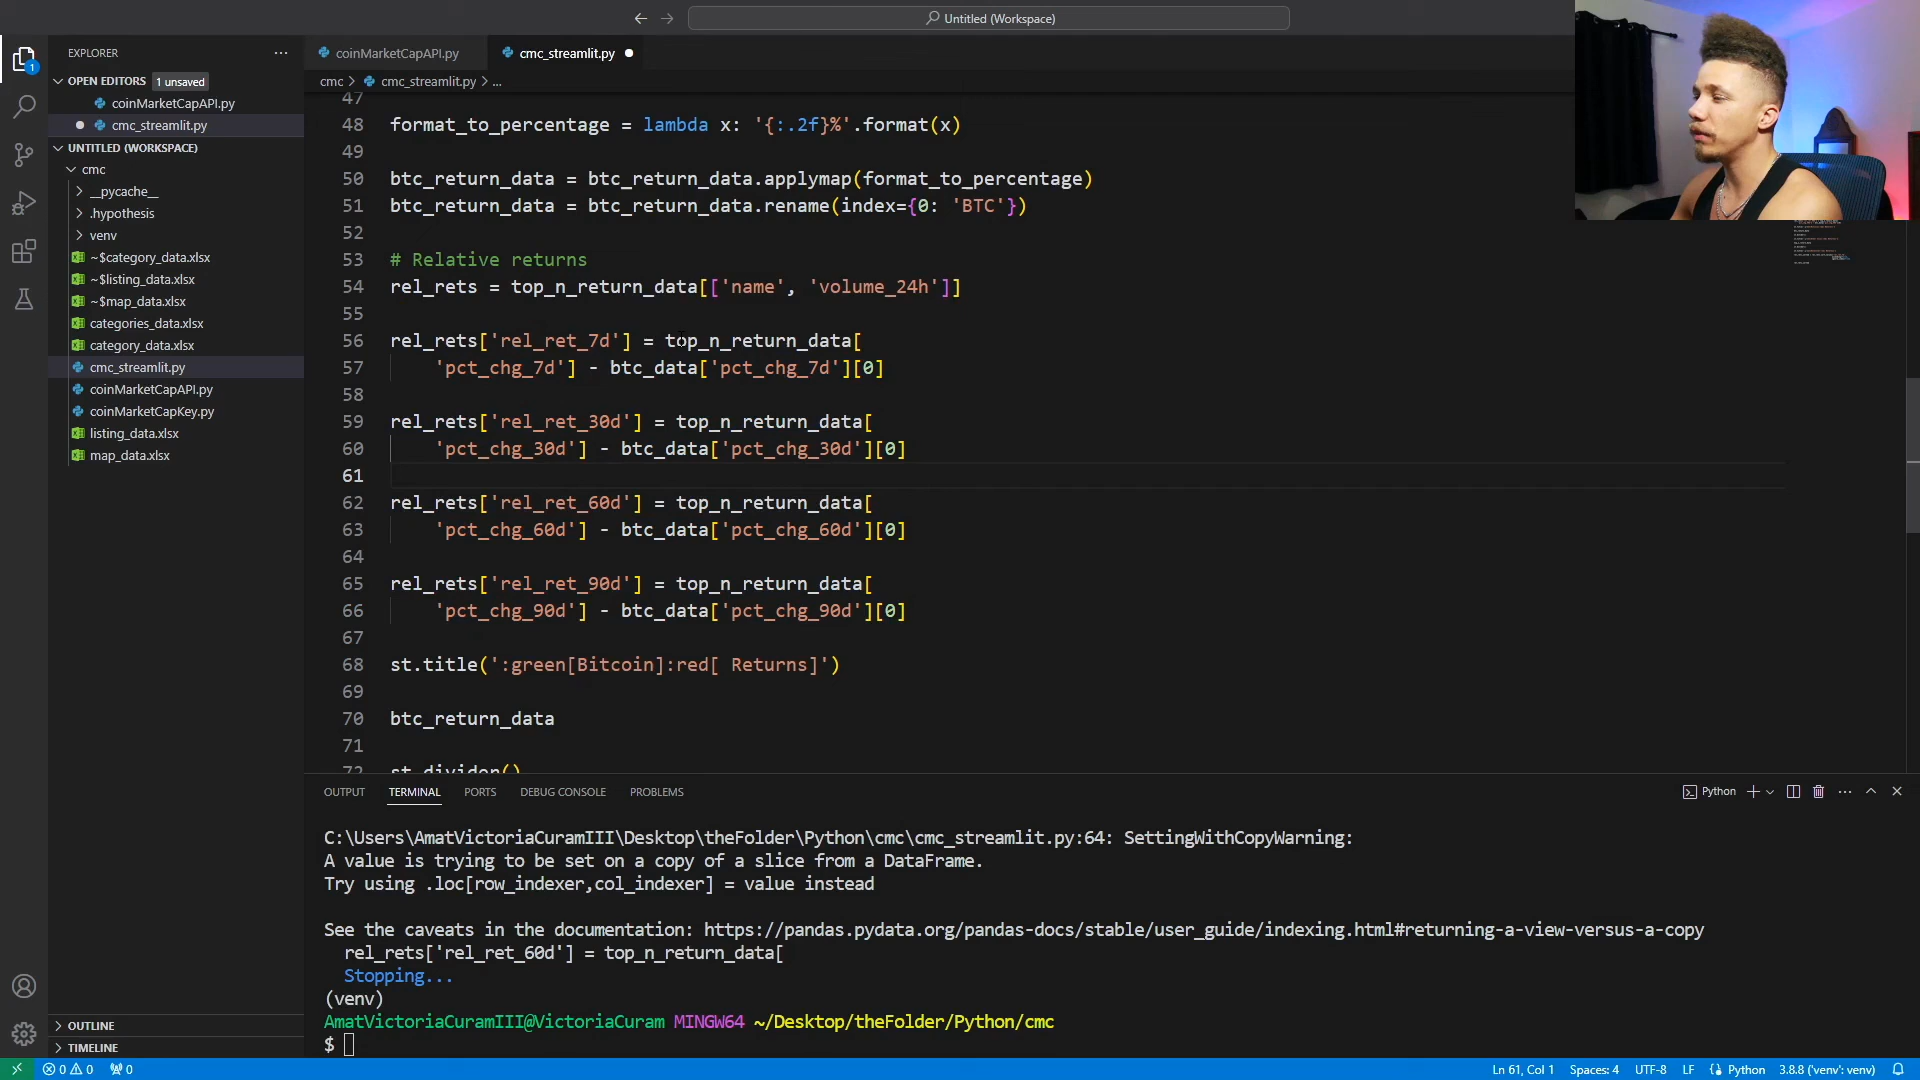 Untitled (Workspace)
EXPLORER
OPEN EDITORS 1 unsaved
coinMarketCapAPI.py
cmc_streamlit.py
UNTITLED (WORKSPACE)
cmc
__pycache__
.hypothesis
venv
~$category_data.xlsx
~$listing_data.xlsx
~$map_data.xlsx
categories_data.xlsx
category_data.xlsx
cmc_streamlit.py
coinMarketCapAPI.py
coinMarketCapKey.py
listing_data.xlsx
map_data.xlsx
OUTLINE
TIMELINE
coinMarketCapAPI.py cmc_streamlit.py
cmc > cmc_streamlit.py > ...
47
48 format_to_percentage = lambda x: '{:.2f}%'.format(x)
49
50 btc_return_data = btc_return_data.applymap(format_to_percentage)
51 btc_return_data = btc_return_data.rename(index={0: 'BTC'})
52
53 # Relative returns
54 rel_rets = top_n_return_data[['name', 'volume_24h']]
55
56 rel_rets['rel_ret_7d'] = top_n_return_data[
57 'pct_chg_7d'] - btc_data['pct_chg_7d'][0]
58
59 rel_rets['rel_ret_30d'] = top_n_return_data[
60 'pct_chg_30d'] - btc_data['pct_chg_30d'][0]
61
62 rel_rets['rel_ret_60d'] = top_n_return_data[
63 'pct_chg_60d'] - btc_data['pct_chg_60d'][0]
64
65 rel_rets['rel_ret_90d'] = top_n_return_data[
66 'pct_chg_90d'] - btc_data['pct_chg_90d'][0]
67
68 st.title(':green[Bitcoin]:red[ Returns]')
69
70 btc_return_data
71
72 st.divider()
OUTPUT TERMINAL PORTS DEBUG CONSOLE PROBLEMS
Python
C:\Users\AmatVictoriaCuramIII\Desktop\theFolder\Python\cmc\cmc_streamlit.py:64: SettingWithCopyWarning:
A value is trying to be set on a copy of a slice from a DataFrame.
Try using .loc[row_indexer,col_indexer] = value instead
See the caveats in the documentation: https://pandas.pydata.org/pandas-docs/stable/user_guide/indexing.html#returning-a-view-versus-a-copy
rel_rets['rel_ret_60d'] = top_n_return_data[
Stopping...
(venv)
AmatVictoriaCuramIII@VictoriaCuram MINGW64 ~/Desktop/theFolder/Python/cmc
$
0 0 0 Ln 61, Col 1 Spaces: 4 UTF-8 LF Python 3.8.8 ('venv': venv)